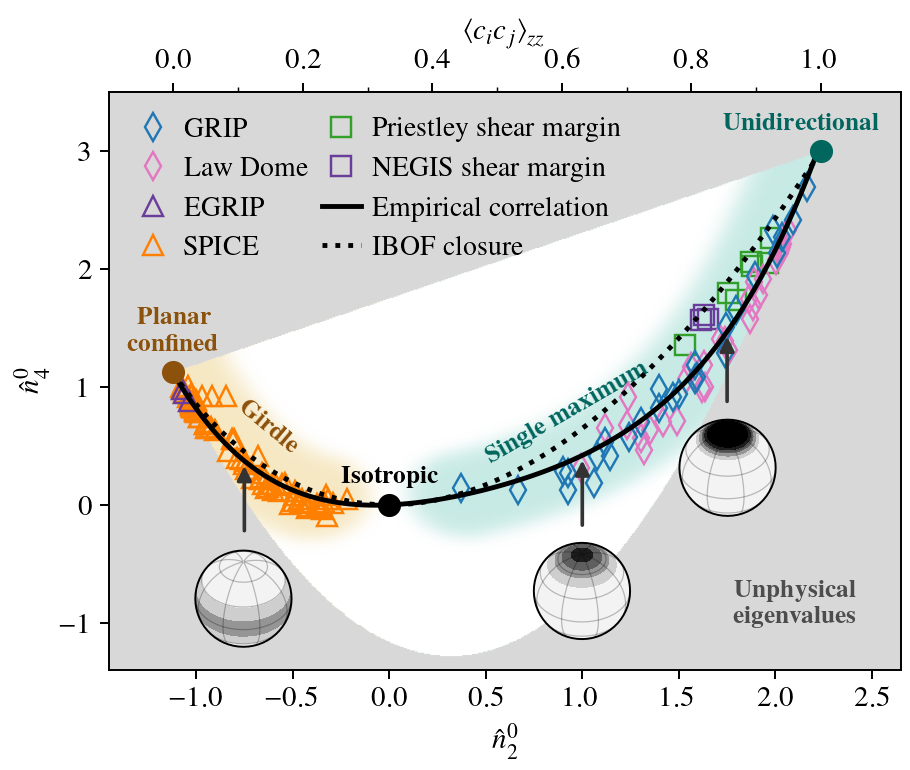 ⟨c_i c_j⟩_zz
0.0 0.2 0.4 0.6 0.8 1.0
GRIP
Law Dome
EGRIP
SPICE
Priestley shear margin
NEGIS shear margin
Empirical correlation
IBOF closure
Unidirectional
Planar
confined
Girdle
Single maximum
Isotropic
Unphysical
eigenvalues
3
2
1
0
−1
n̂_4^0
−1.0 −0.5 0.0 0.5 1.0 1.5 2.0 2.5
n̂_2^0